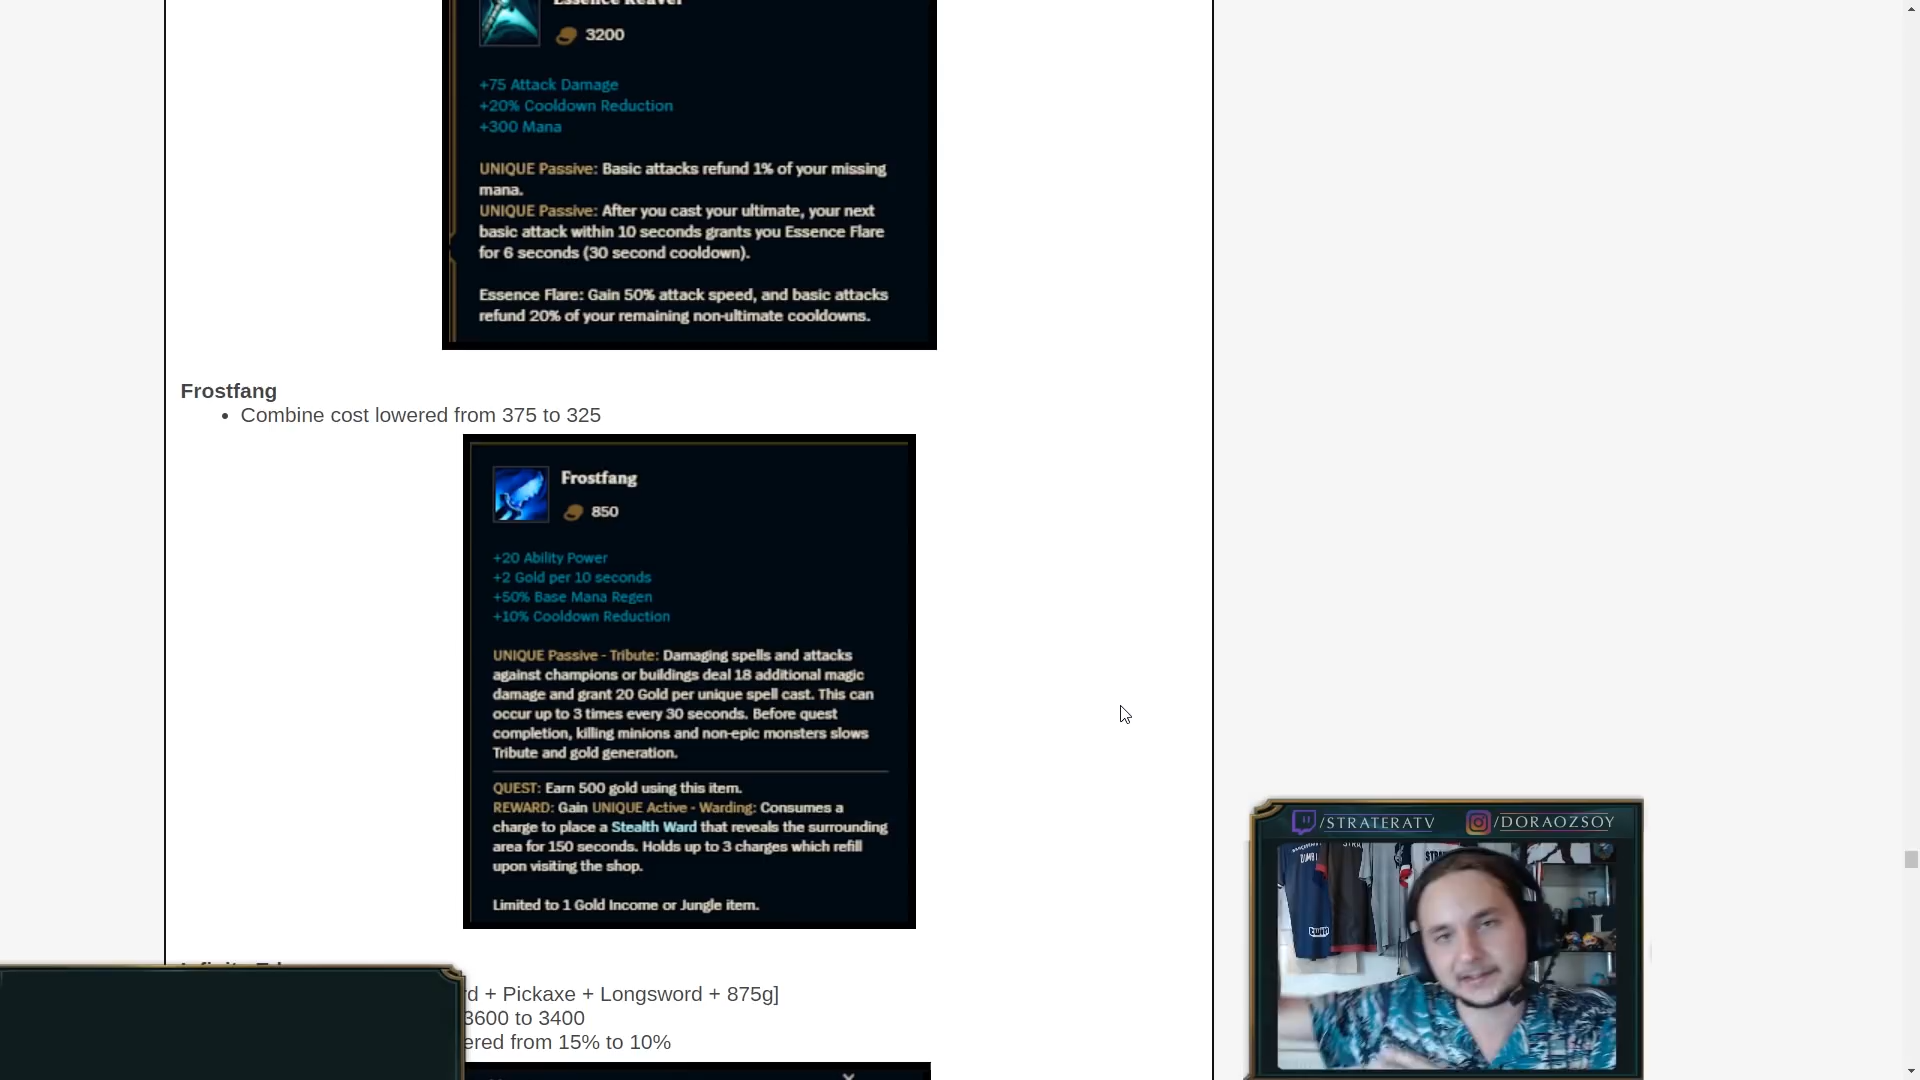 Essence Reaver
3200
+75 Attack Damage
+20% Cooldown Reduction
+300 Mana
UNIQUE Passive: Basic attacks refund 1% of your missing
mana.
UNIQUE Passive: After you cast your ultimate, your next
basic attack within 10 seconds grants you Essence Flare
for 6 seconds (30 second cooldown).
Essence Flare: Gain 50% attack speed, and basic attacks
refund 20% of your remaining non-ultimate cooldowns.
Frostfang
• Combine cost lowered from 375 to 325
Frostfang
850
+20 Ability Power
+2 Gold per 10 seconds
+50% Base Mana Regen
+10% Cooldown Reduction
UNIQUE Passive - Tribute: Damaging spells and attacks
against champions or buildings deal 18 additional magic
damage and grant 20 Gold per unique spell cast. This can
occur up to 3 times every 30 seconds. Before quest
completion, killing minions and non-epic monsters slows
Tribute and gold generation.
QUEST: Earn 500 gold using this item.
REWARD: Gain UNIQUE Active - Warding: Consumes a
charge to place a Stealth Ward that reveals the surrounding
area for 150 seconds. Holds up to 3 charges which refill
upon visiting the shop.
Limited to 1 Gold Income or Jungle item.
rd + Pickaxe + Longsword + 875g]
3600 to 3400
ered from 15% to 10%
/STRATERATV
/DORAOZSOY